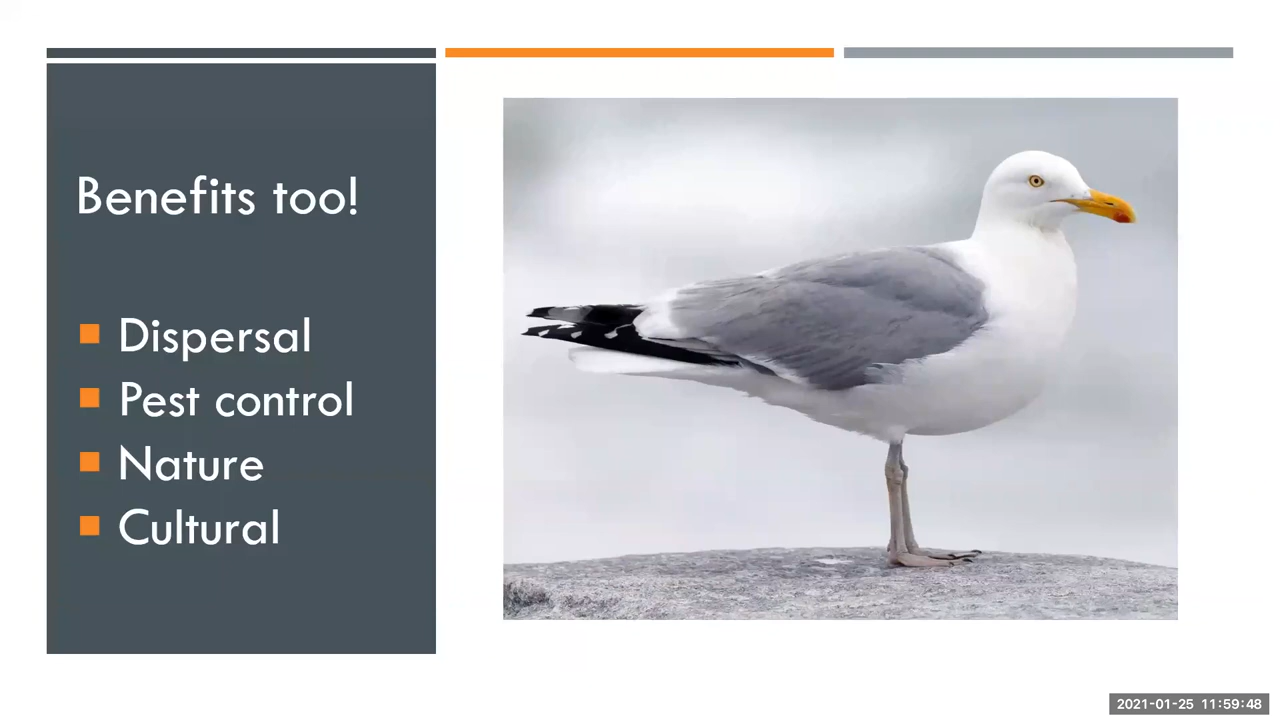 Benefits too!
Dispersal
Pest control
Nature
Cultural
2021-01-25 11:59:48